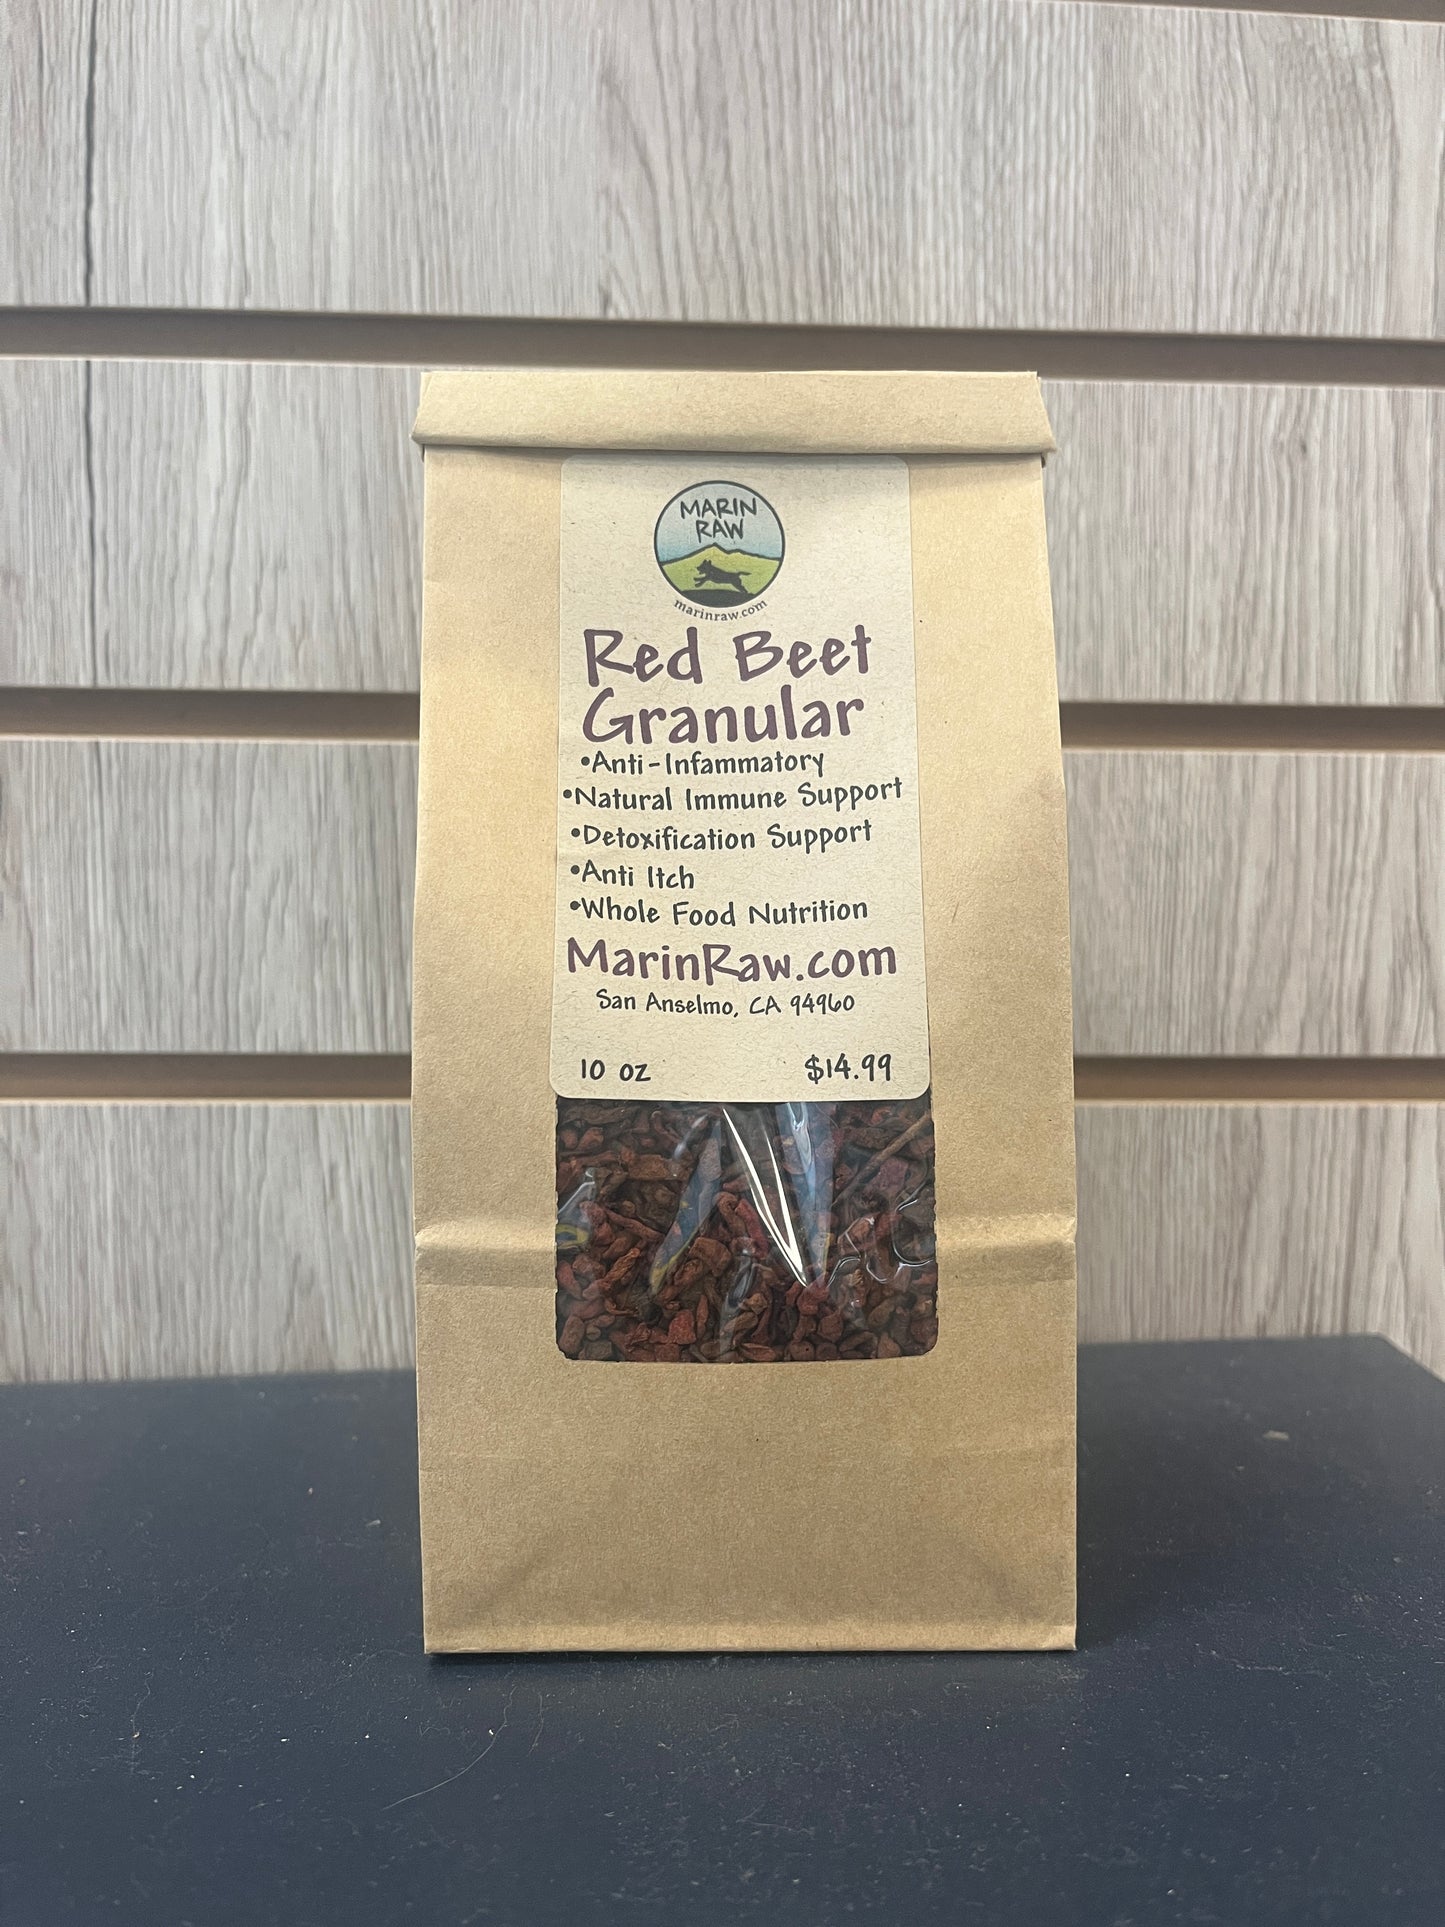 MARIN
RAW
marinraw.com
Red Beet
Granular
•Anti-Infammatory
•Natural Immune Support
•Detoxification Support
•Anti Itch
•Whole Food Nutrition
MarinRaw.com
San Anselmo, CA 94960
10 oz $14.99